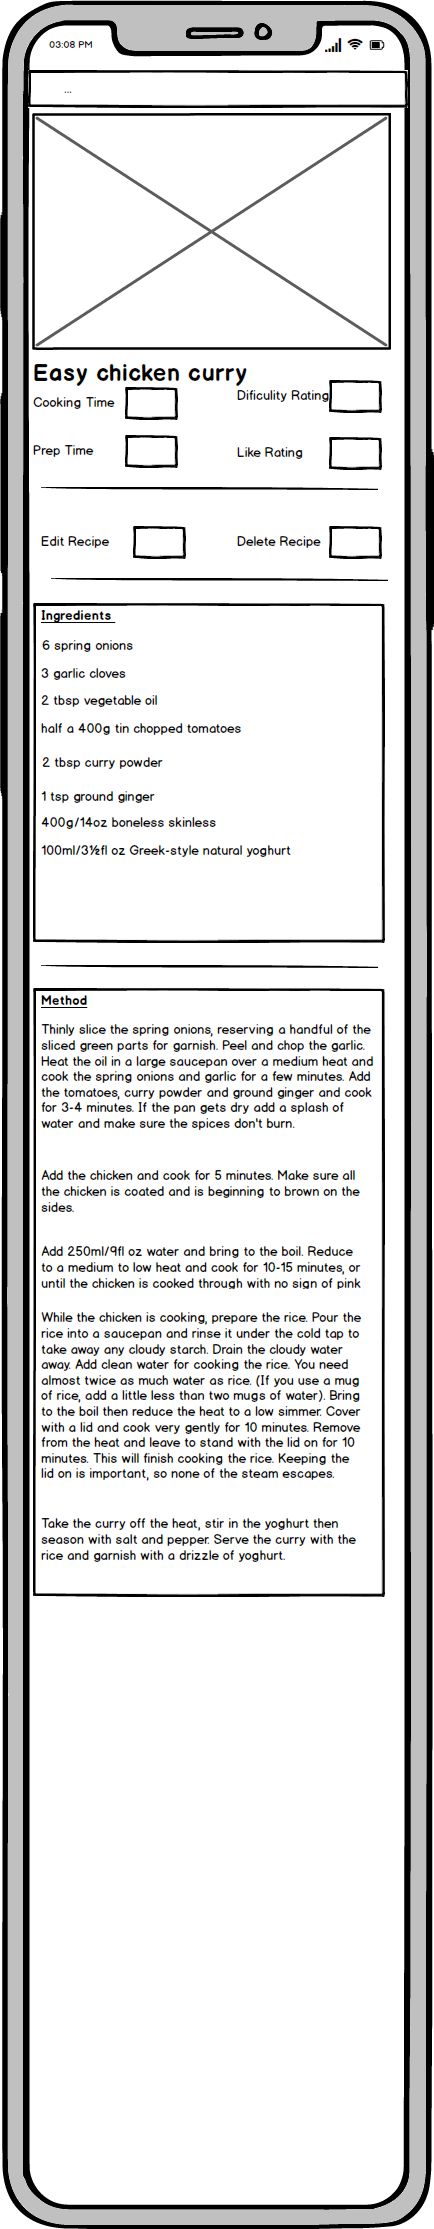 03:08 PM
...
Easy chicken curry
Cooking Time
Dificulity Rating
Prep Time
Like Rating
Edit Recipe
Delete Recipe
Ingredients
6 spring onions
3 garlic cloves
2 tbsp vegetable oil
half a 400g tin chopped tomatoes
2 tbsp curry powder
1 tsp ground ginger
400g/14oz boneless skinless
100ml/3½fl oz Greek-style natural yoghurt
Method
Thinly slice the spring onions, reserving a handful of the
sliced green parts for garnish. Peel and chop the garlic.
Heat the oil in a large saucepan over a medium heat and
cook the spring onions and garlic for a few minutes. Add
the tomatoes, curry powder and ground ginger and cook
for 3-4 minutes. If the pan gets dry add a splash of
water and make sure the spices don't burn.
Add the chicken and cook for 5 minutes. Make sure all
the chicken is coated and is beginning to brown on the
sides.
Add 250ml/9fl oz water and bring to the boil. Reduce
to a medium to low heat and cook for 10-15 minutes, or
until the chicken is cooked through with no sign of pink
While the chicken is cooking, prepare the rice. Pour the
rice into a saucepan and rinse it under the cold tap to
take away any cloudy starch. Drain the cloudy water
away. Add clean water for cooking the rice. You need
almost twice as much water as rice. (If you use a mug
of rice, add a little less than two mugs of water). Bring
to the boil then reduce the heat to a low simmer. Cover
with a lid and cook very gently for 10 minutes. Remove
from the heat and leave to stand with the lid on for 10
minutes. This will finish cooking the rice. Keeping the
lid on is important, so none of the steam escapes.
Take the curry off the heat, stir in the yoghurt then
season with salt and pepper. Serve the curry with the
rice and garnish with a drizzle of yoghurt.